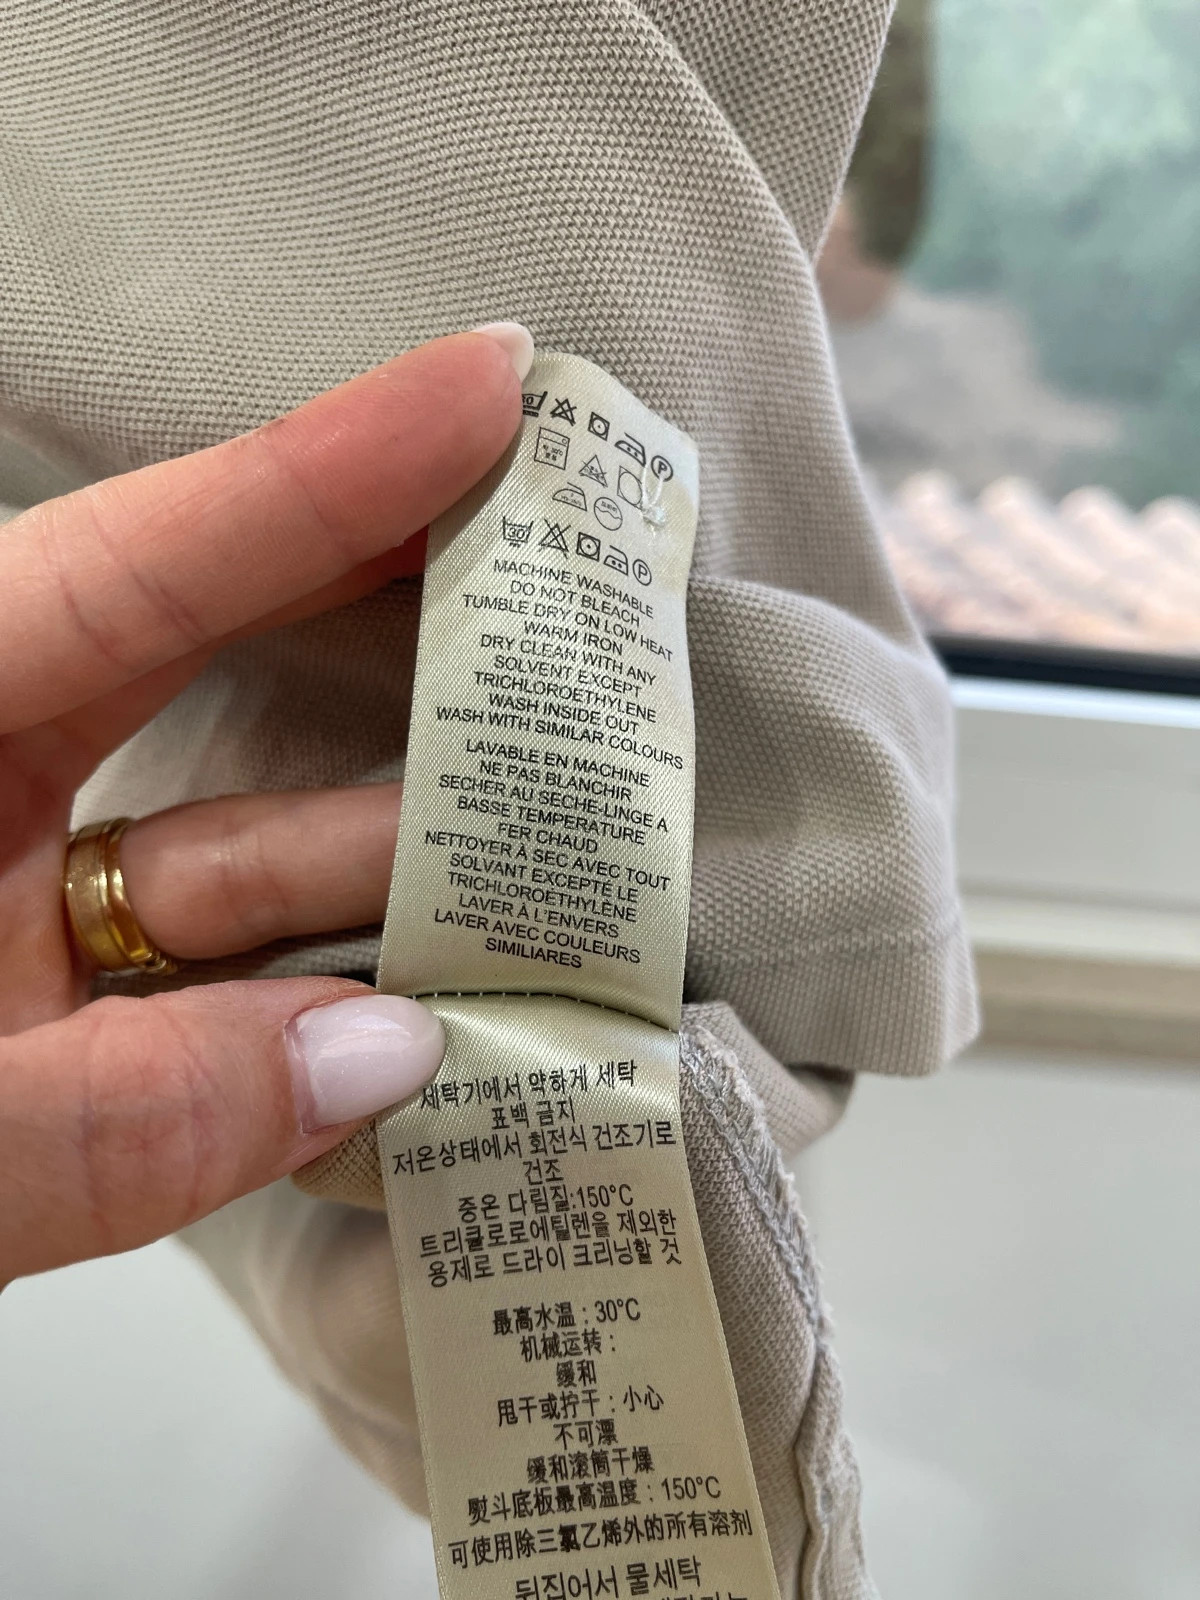 30
P
30
P
MACHINE WASHABLE
DO NOT BLEACH
TUMBLE DRY ON LOW HEAT
WARM IRON
DRY CLEAN WITH ANY
SOLVENT EXCEPT
TRICHLOROETHYLENE
WASH INSIDE OUT
WASH WITH SIMILAR COLOURS
LAVABLE EN MACHINE
NE PAS BLANCHIR
SECHER AU SECHE-LINGE A
BASSE TEMPERATURE
FER CHAUD
NETTOYER À SEC AVEC TOUT
SOLVANT EXCEPTÉ LE
TRICHLOROETHYLÈNE
LAVER À L'ENVERS
LAVER AVEC COULEURS
SIMILIARES
세탁기에서 약하게 세탁
표백 금지
저온상태에서 회전식 건조기로
건조
중온 다림질:150°C
트리클로로에틸렌을 제외한
용제로 드라이 크리닝할 것
最高水温 : 30°C
机械运转 :
缓和
甩干或拧干 : 小心
不可漂
缓和滚筒干燥
熨斗底板最高温度 : 150°C
可使用除三氯乙烯外的所有溶剂
뒤집어서 물세탁